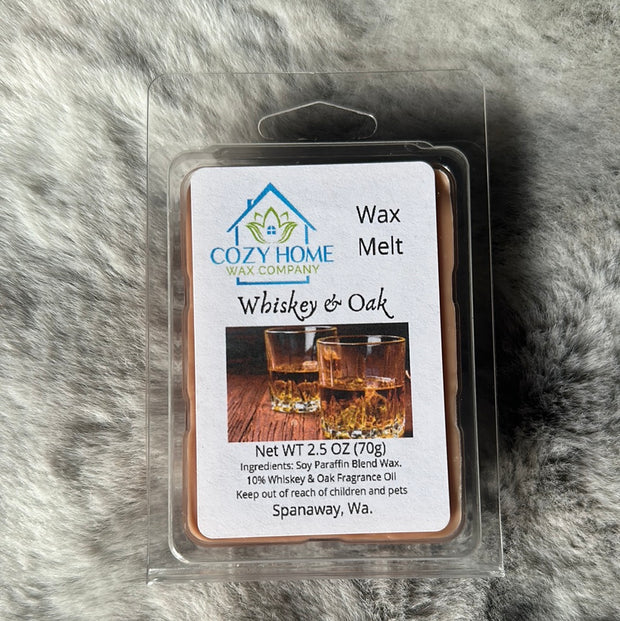 COZY HOME
WAX COMPANY
Wax
Melt
Whiskey & Oak
Net WT 2.5 OZ (70g)
Ingredients: Soy Paraffin Blend Wax.
10% Whiskey & Oak Fragrance Oil
Keep out of reach of children and pets
Spanaway, Wa.